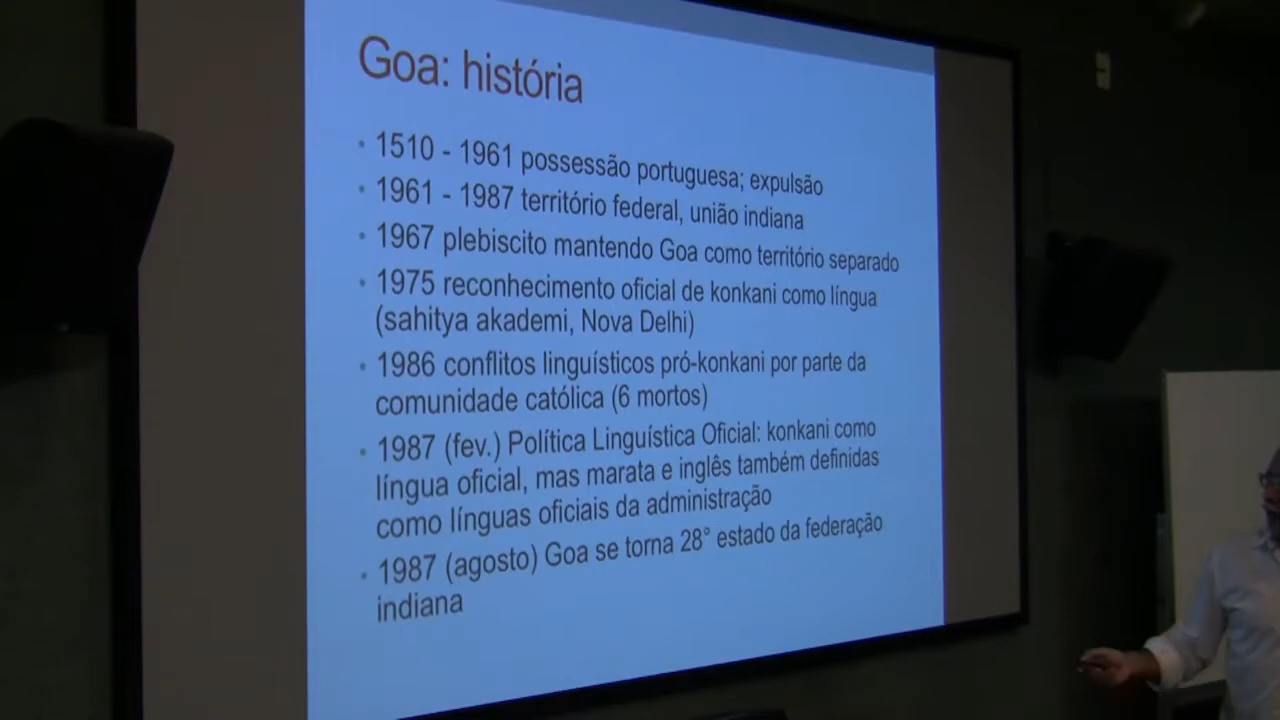 Goa: história
• 1510 - 1961 possessão portuguesa; expulsão
• 1961 - 1987 território federal, união indiana
• 1967 plebiscito mantendo Goa como território separado
• 1975 reconhecimento oficial de konkani como língua
(sahitya akademi, Nova Delhi)
• 1986 conflitos linguísticos pró-konkani por parte da
comunidade católica (6 mortos)
• 1987 (fev.) Política Linguística Oficial: konkani como
língua oficial, mas marata e inglês também definidas
como línguas oficiais da administração
• 1987 (agosto) Goa se torna 28° estado da federação
indiana